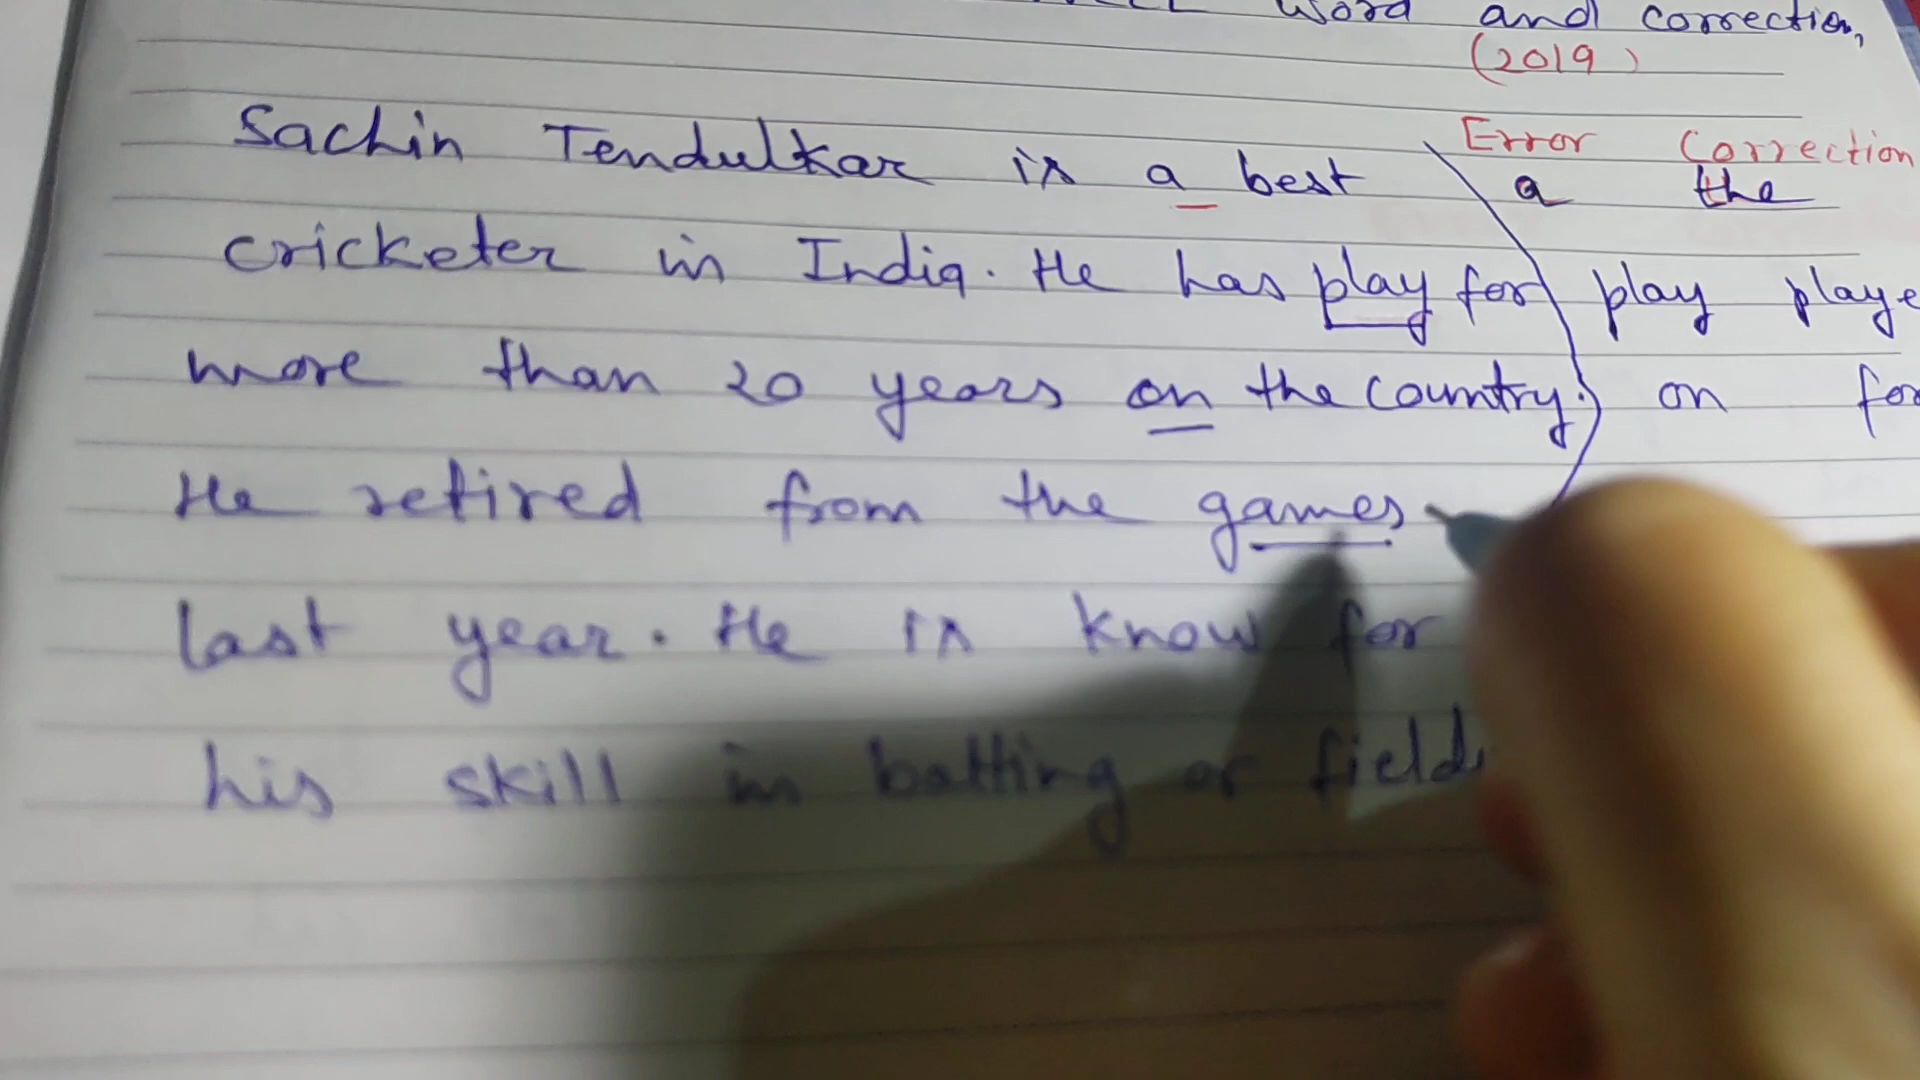 word and correction,
(2019)
Error Correction
Sachin Tendulkar is a best a the
cricketer in India. He has play for play playe
more than 20 years on the country. on fo
He retired from the games
last year. He is know for
his skill in batting or field